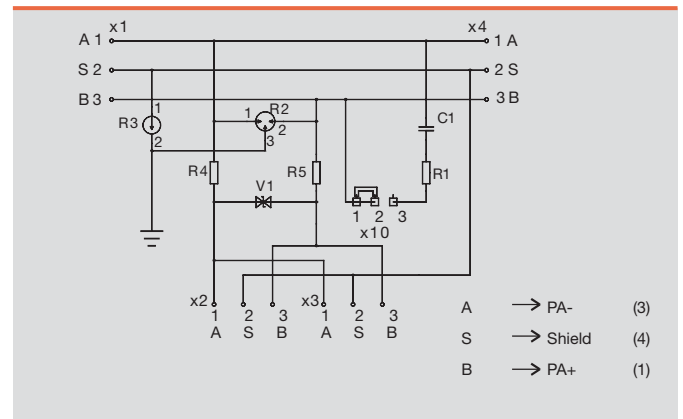 x1 x4
A 1 1 A
S 2 2 S
B 3 3 B
1 1 R2 C1
R3 2
2 3
R4 R5 R1
V1
1 2 3
x10
x2 x3
1 2 3 1 2 3
A S B A S B
A → PA- (3)
S → Shield (4)
B → PA+ (1)